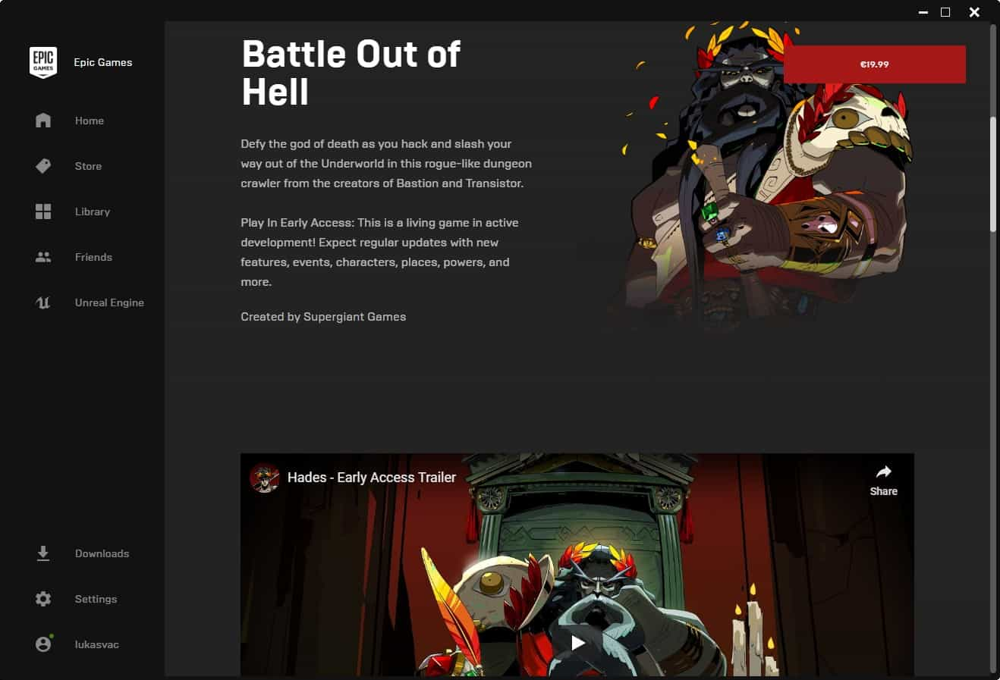 EPIC
GAMES
Epic Games
Home
Store
Library
Friends
Unreal Engine
Downloads
Settings
lukasvac
Battle Out of
Hell
€19.99
Defy the god of death as you hack and slash your
way out of the Underworld in this rogue-like dungeon
crawler from the creators of Bastion and Transistor.
Play In Early Access: This is a living game in active
development! Expect regular updates with new
features, events, characters, places, powers, and
more.
Created by Supergiant Games
Hades - Early Access Trailer
Share